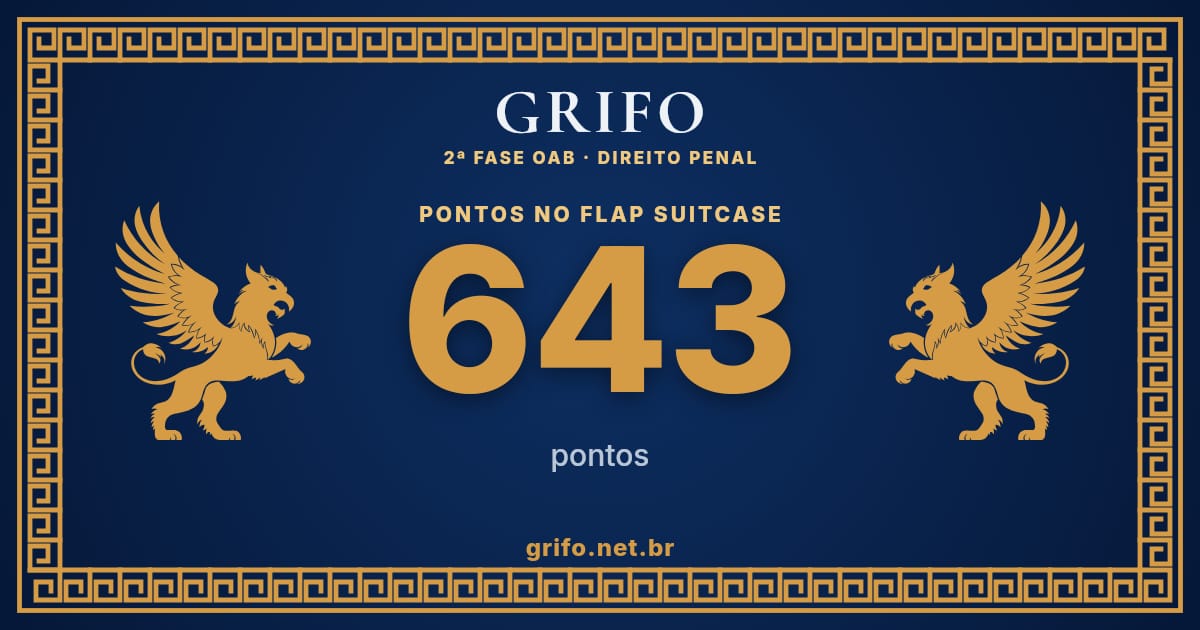 GRIFO
2ª FASE OAB · DIREITO PENAL
PONTOS NO FLAP SUITCASE
643
pontos
grifo.net.br